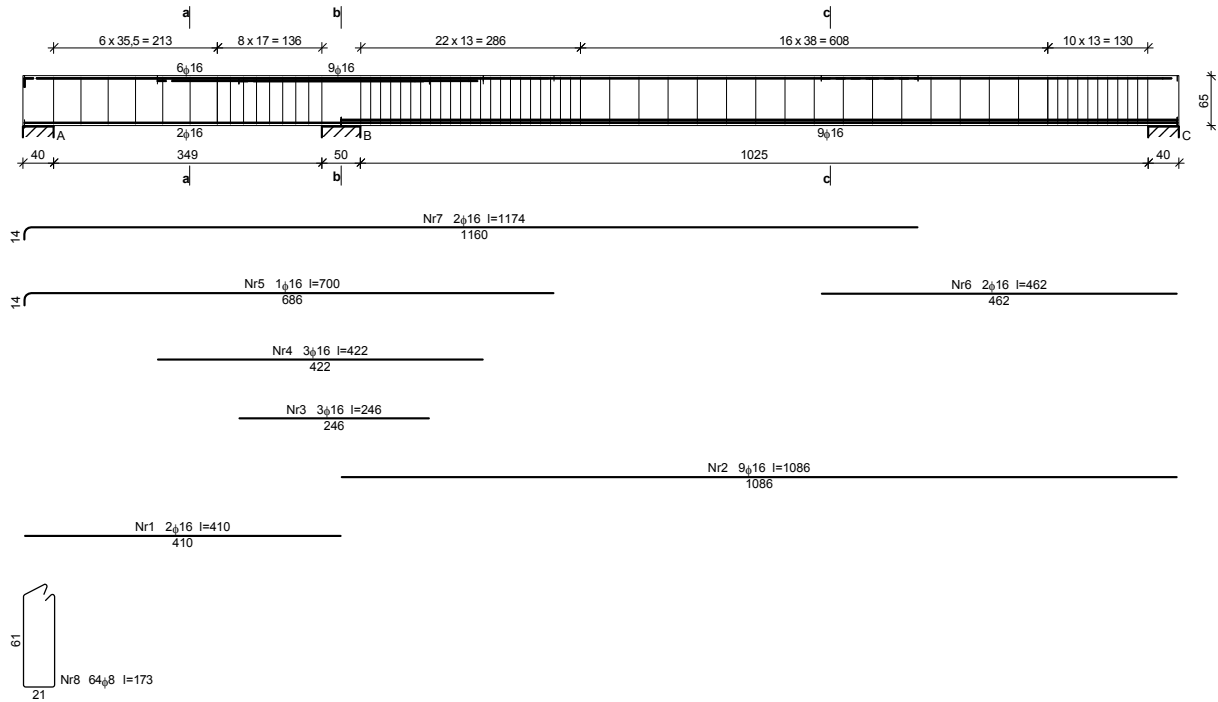 a b c
6 x 35,5 = 213 8 x 17 = 136 22 x 13 = 286 16 x 38 = 608 10 x 13 = 130
6ϕ16 9ϕ16
65
A 2ϕ16 B 9ϕ16 C
40 349 50 1025 40
a b c
Nr7 2ϕ16 l=1174
14 1160
Nr5 1ϕ16 l=700 Nr6 2ϕ16 l=462
14 686 462
Nr4 3ϕ16 l=422
422
Nr3 3ϕ16 l=246
246
Nr2 9ϕ16 l=1086
1086
Nr1 2ϕ16 l=410
410
61
Nr8 64ϕ8 l=173
21